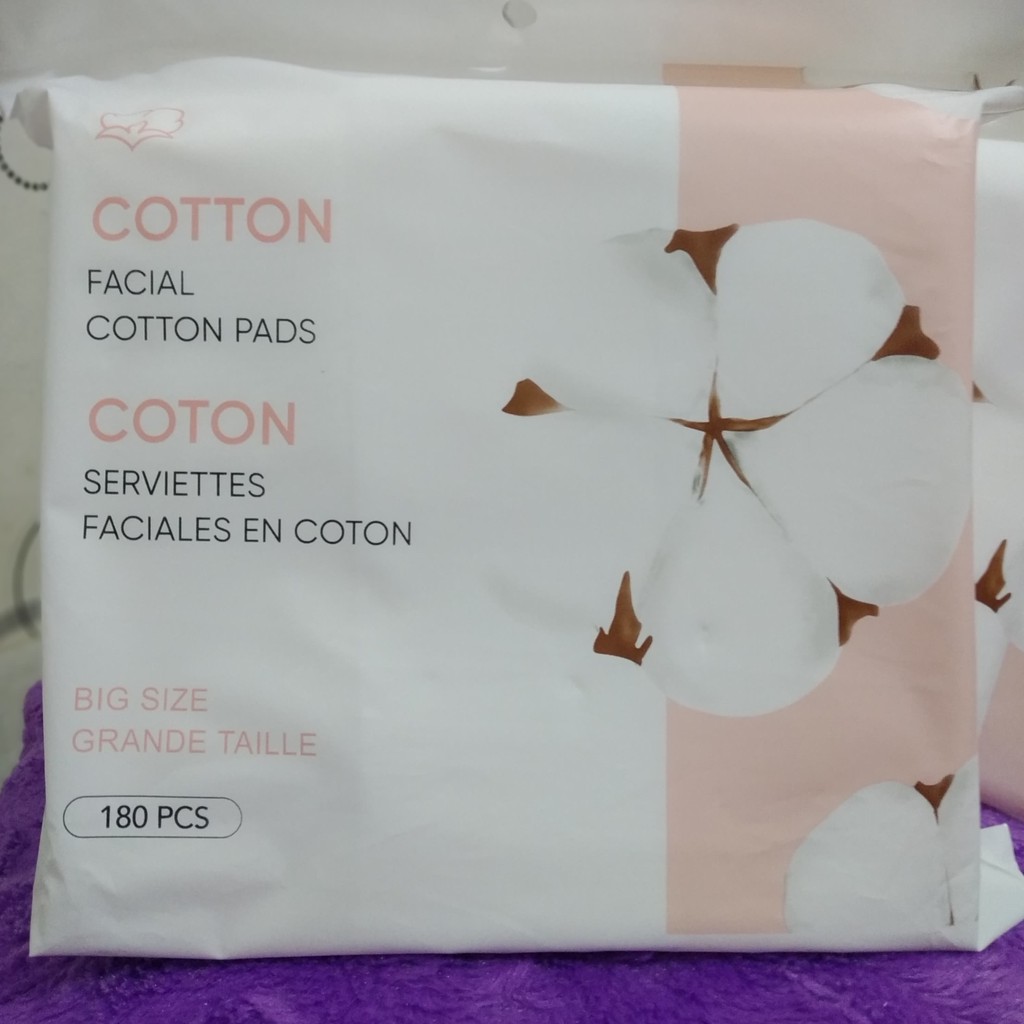 COTTON
FACIAL
COTTON PADS
COTON
SERVIETTES
FACIALES EN COTON
BIG SIZE
GRANDE TAILLE
180 PCS